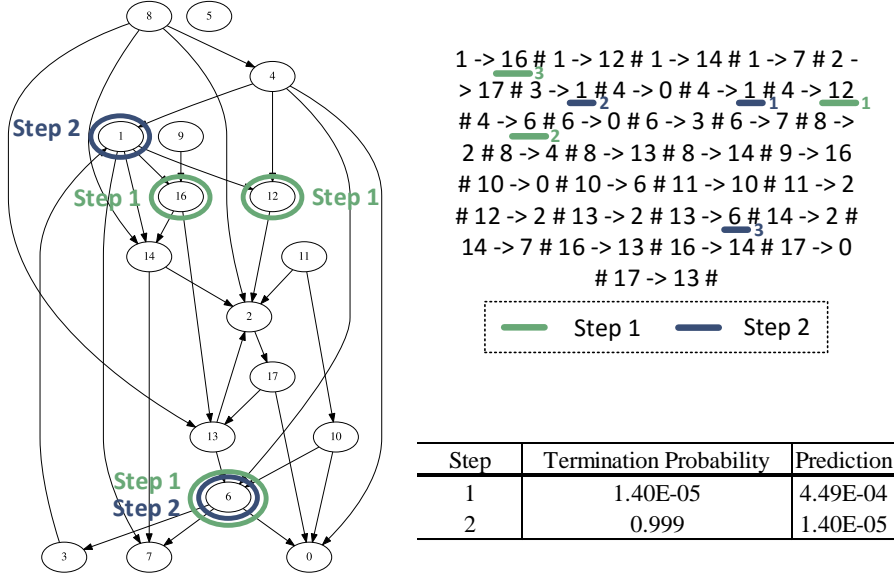 8
5
4
Step 2
1
9
Step 1
16
12
Step 1
14
11
2
17
13
10
Step 1
Step 2
6
3
7
0
1 -> 16 # 1 -> 12 # 1 -> 14 # 1 -> 7 # 2 -
3
> 17 # 3 -> 1 # 4 -> 0 # 4 -> 1 # 4 -> 12
2 1 1
# 4 -> 6 # 6 -> 0 # 6 -> 3 # 6 -> 7 # 8 ->
2
2 # 8 -> 4 # 8 -> 13 # 8 -> 14 # 9 -> 16
# 10 -> 0 # 10 -> 6 # 11 -> 10 # 11 -> 2
# 12 -> 2 # 13 -> 2 # 13 -> 6 # 14 -> 2 #
3
14 -> 7 # 16 -> 13 # 16 -> 14 # 17 -> 0
# 17 -> 13 #
Step 1 Step 2
Step Termination Probability Prediction
1 1.40E-05 4.49E-04
2 0.999 1.40E-05